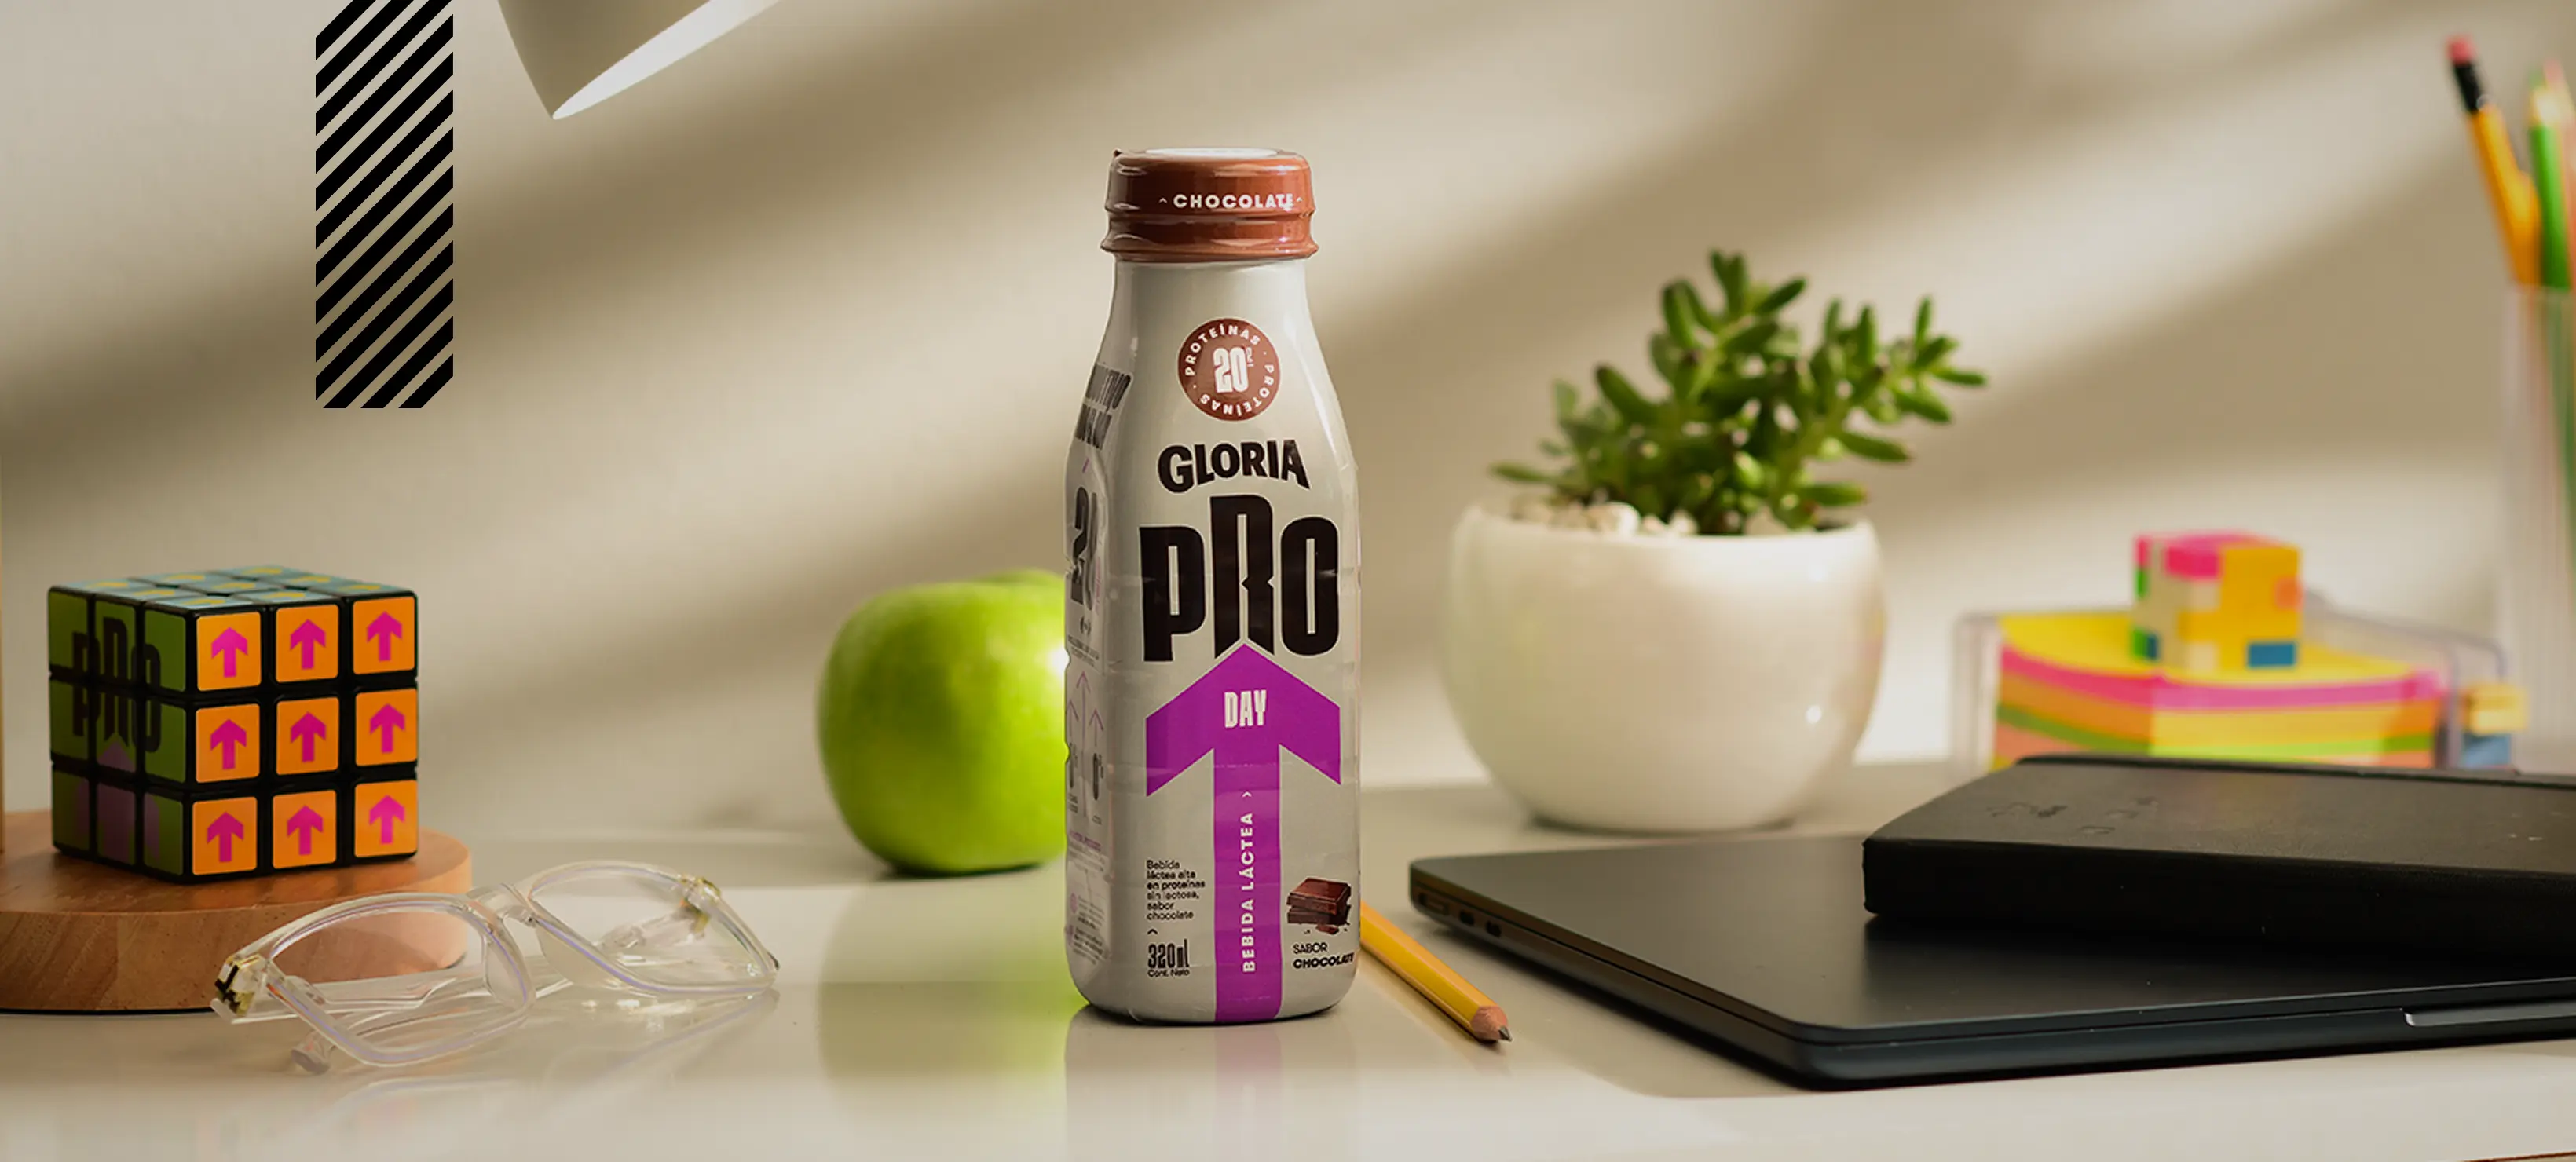 ^ CHOCOLATE ^
PROTEÍNAS · PROTEÍNAS ·
20
GLORIA
PRO
DAY
BEBIDA LÁCTEA
Bebida
láctea alta
en proteínas
sin lactosa,
sabor
chocolate
320ml
Cont. Neto
SABOR
CHOCOLATE
PRO